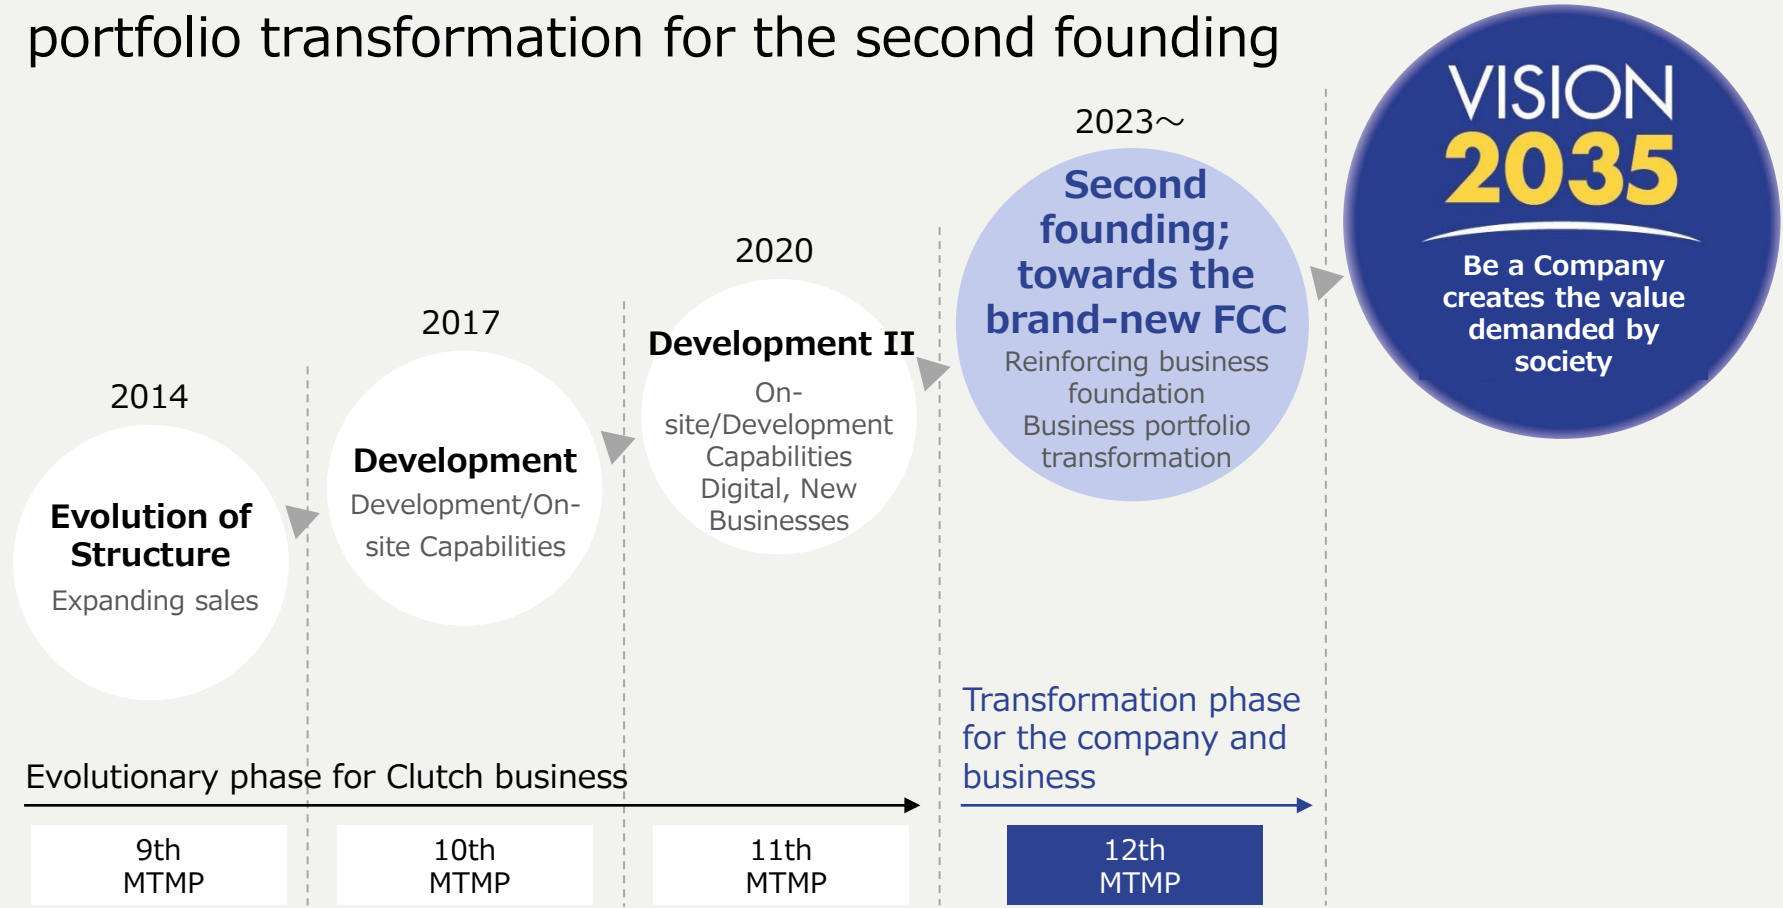 portfolio transformation for the second founding
2014
Evolution of
Structure
Expanding sales
2017
Development
Development/On-
site Capabilities
2020
Development II
On-
site/Development
Capabilities
Digital, New
Businesses
2023～
Second
founding;
towards the
brand-new FCC
Reinforcing business
foundation
Business portfolio
transformation
VISION
2035
Be a Company
creates the value
demanded by
society
Evolutionary phase for Clutch business
Transformation phase
for the company and
business
9th
MTMP
10th
MTMP
11th
MTMP
12th
MTMP